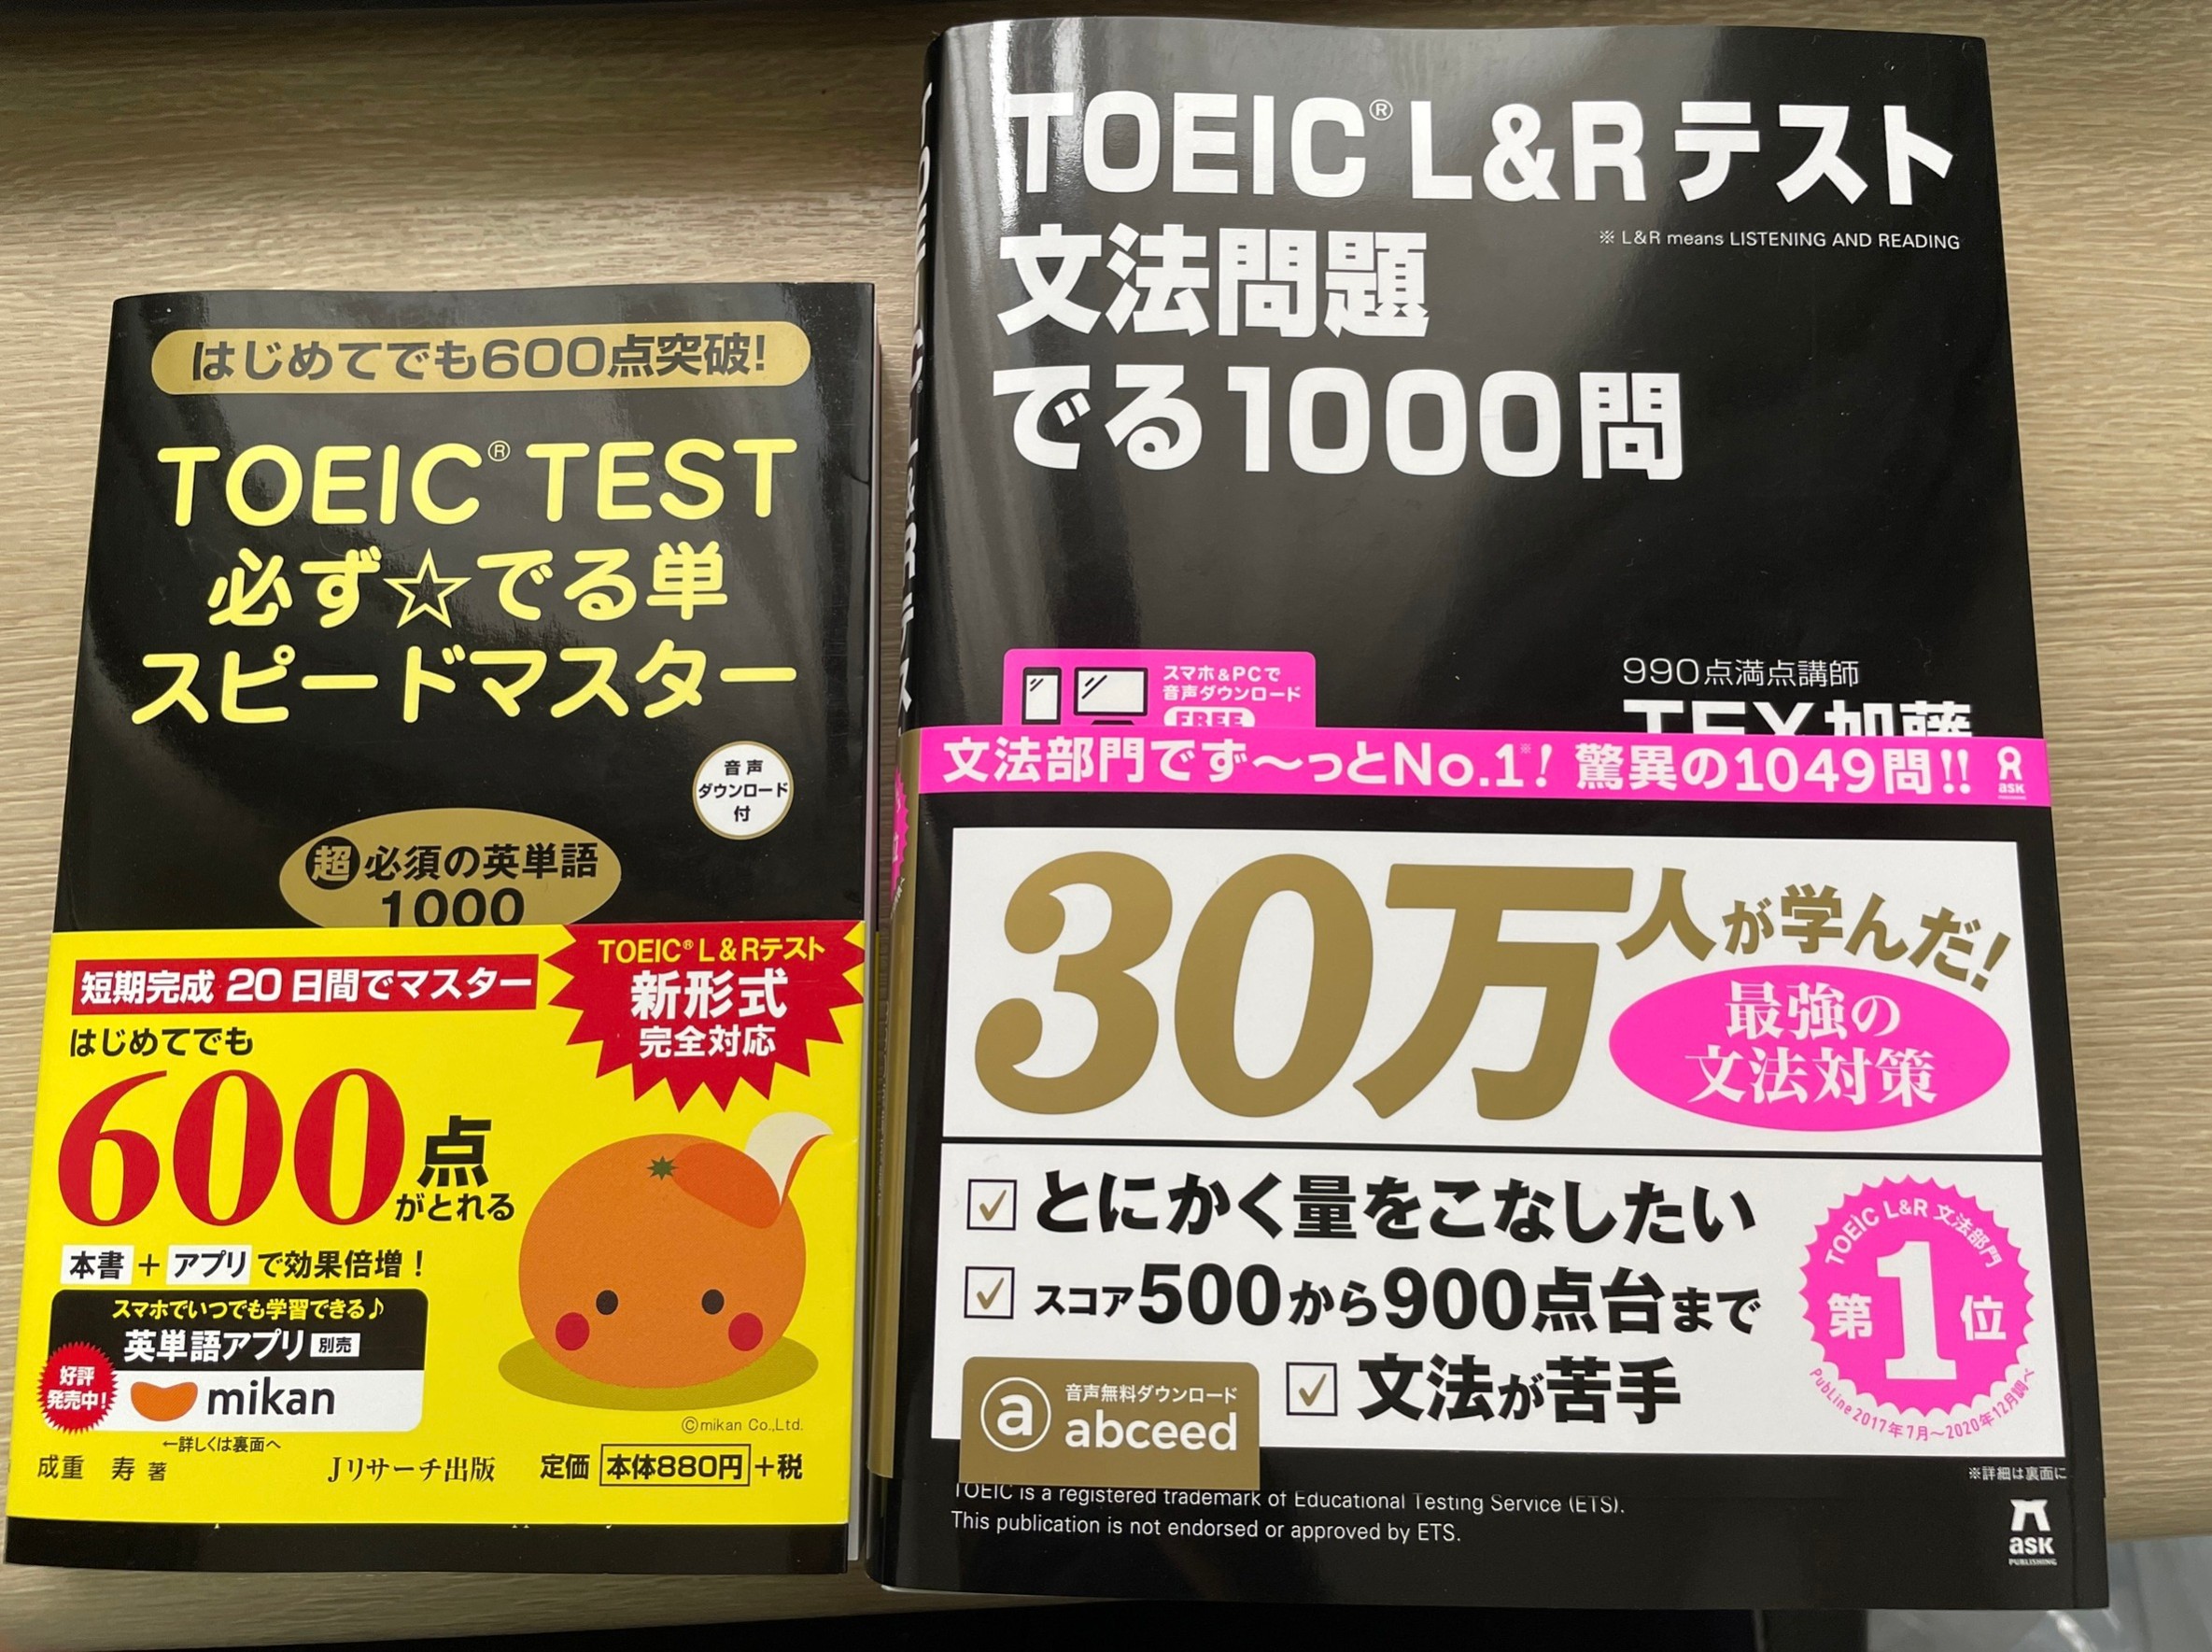 はじめてでも600点突破!
TOEIC® TEST
必ず☆でる単
スピードマスター
音声
ダウンロード
付
超必須の英単語
1000
短期完成 20日間でマスター
TOEIC® L&Rテスト
新形式
完全対応
はじめてでも
600点
がとれる
本書 + アプリ で効果倍増!
スマホでいつでも学習できる♪
英単語アプリ 別売
好評
発売中!
mikan
←詳しくは裏面へ
©mikan Co.,Ltd.
成重 寿 著
Jリサーチ出版
定価 本体880円+税
TOEIC® L&R テスト
※ L&R means LISTENING AND READING
文法問題
でる1000問
スマホ&PCで
音声ダウンロード
FREE
990点満点講師
TEX加藤
文法部門でず〜っとNo.1※! 驚異の1049問!!
ask
30万人が学んだ!
最強の
文法対策
とにかく量をこなしたい
スコア500から900点台まで
文法が苦手
TOEIC L&R 文法部門
第1位
PubLine 2017年7月〜2020年12月調べ
a
音声無料ダウンロード
abceed
※詳細は裏面に
TOEIC is a registered trademark of Educational Testing Service (ETS).
This publication is not endorsed or approved by ETS.
ask
PUBLISHING